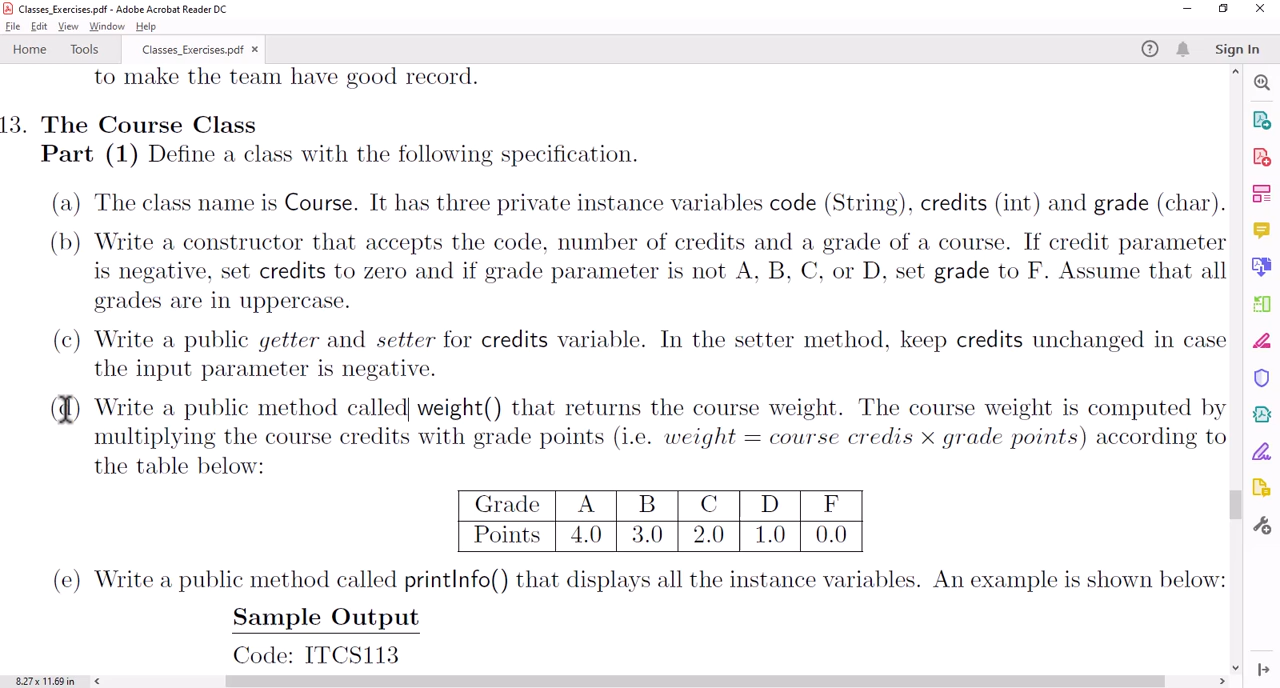 Classes_Exercises.pdf - Adobe Acrobat Reader DC
File Edit View Window Help
Home Tools Classes_Exercises.pdf × Sign In
to make the team have good record.
13. The Course Class
Part (1) Define a class with the following specification.
(a) The class name is Course. It has three private instance variables code (String), credits (int) and grade (char).
(b) Write a constructor that accepts the code, number of credits and a grade of a course. If credit parameter
is negative, set credits to zero and if grade parameter is not A, B, C, or D, set grade to F. Assume that all
grades are in uppercase.
(c) Write a public getter and setter for credits variable. In the setter method, keep credits unchanged in case
the input parameter is negative.
(d) Write a public method called weight() that returns the course weight. The course weight is computed by
multiplying the course credits with grade points (i.e. weight = course credis × grade points) according to
the table below:
Grade A B C D F
Points 4.0 3.0 2.0 1.0 0.0
(e) Write a public method called printInfo() that displays all the instance variables. An example is shown below:
Sample Output
Code: ITCS113
8.27 x 11.69 in